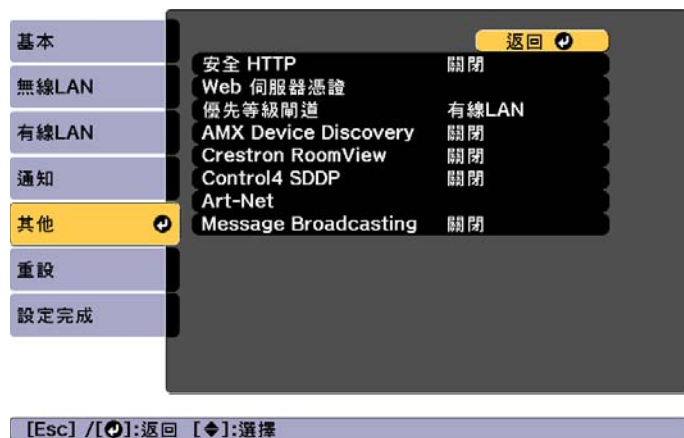 基本
無線LAN
有線LAN
通知
其他
重設
設定完成
返回
安全 HTTP 關閉
Web 伺服器憑證
優先等級閘道 有線LAN
AMX Device Discovery 關閉
Crestron RoomView 關閉
Control4 SDDP 關閉
Art-Net
Message Broadcasting 關閉
[Esc] /[]:返回 [◆]:選擇